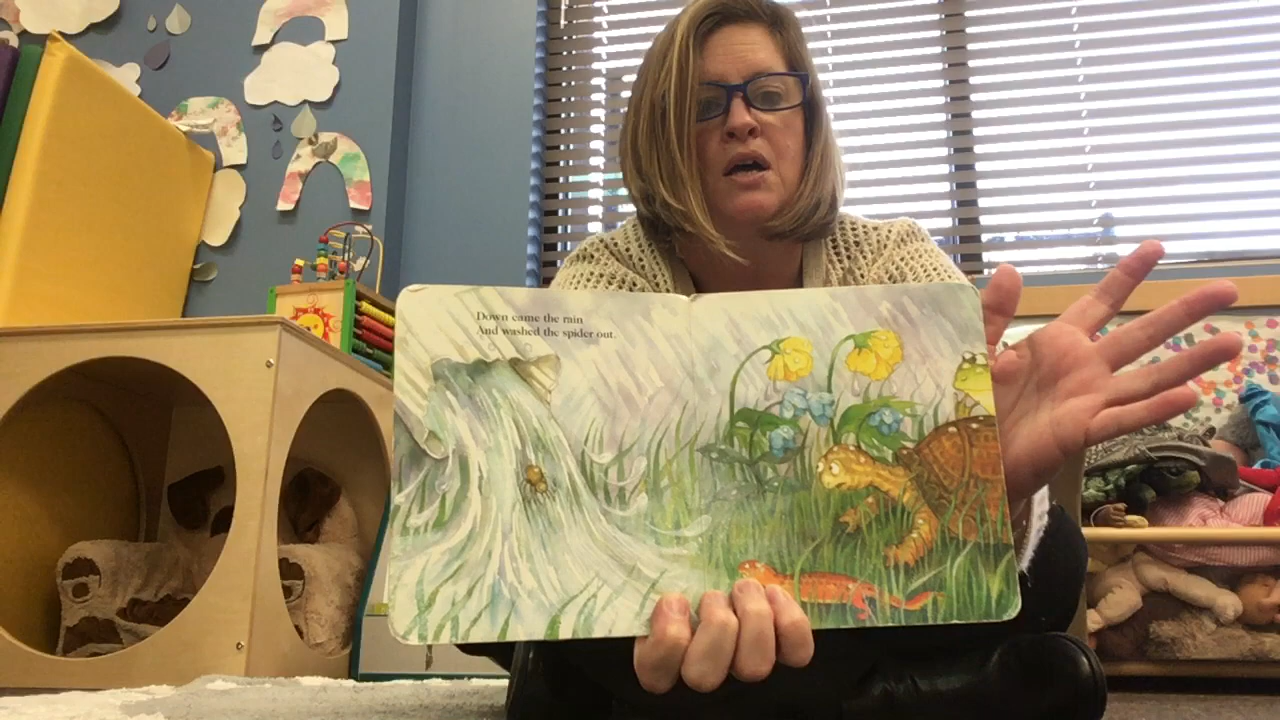 Down came the rain
And washed the spider out.